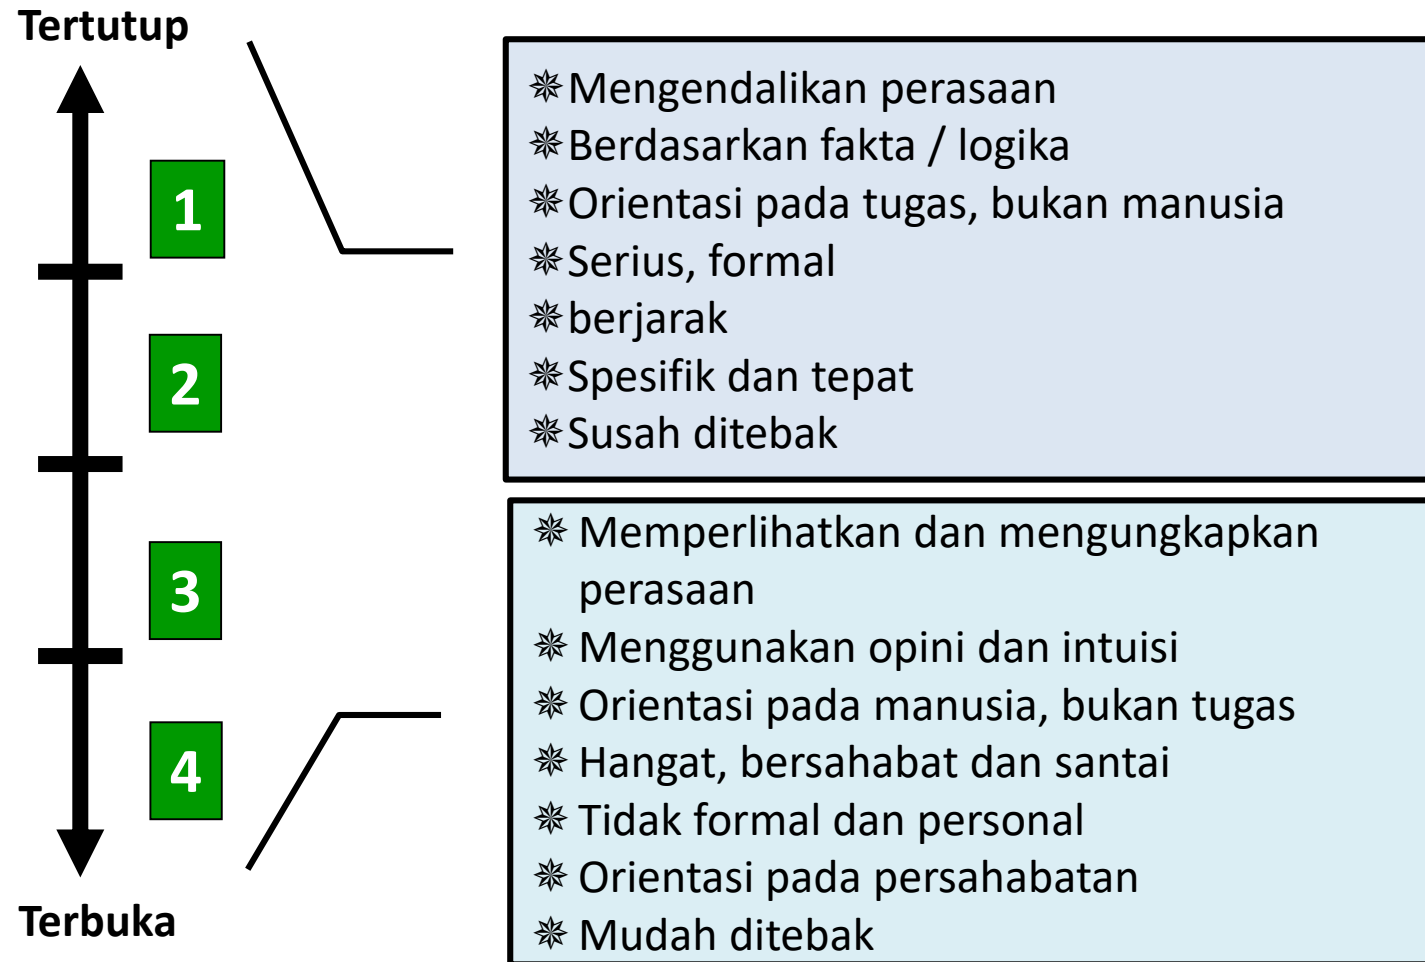 Tertutup
1
2
3
4
Terbuka
Mengendalikan perasaan
Berdasarkan fakta / logika
Orientasi pada tugas, bukan manusia
Serius, formal
berjarak
Spesifik dan tepat
Susah ditebak
Memperlihatkan dan mengungkapkan
perasaan
Menggunakan opini dan intuisi
Orientasi pada manusia, bukan tugas
Hangat, bersahabat dan santai
Tidak formal dan personal
Orientasi pada persahabatan
Mudah ditebak